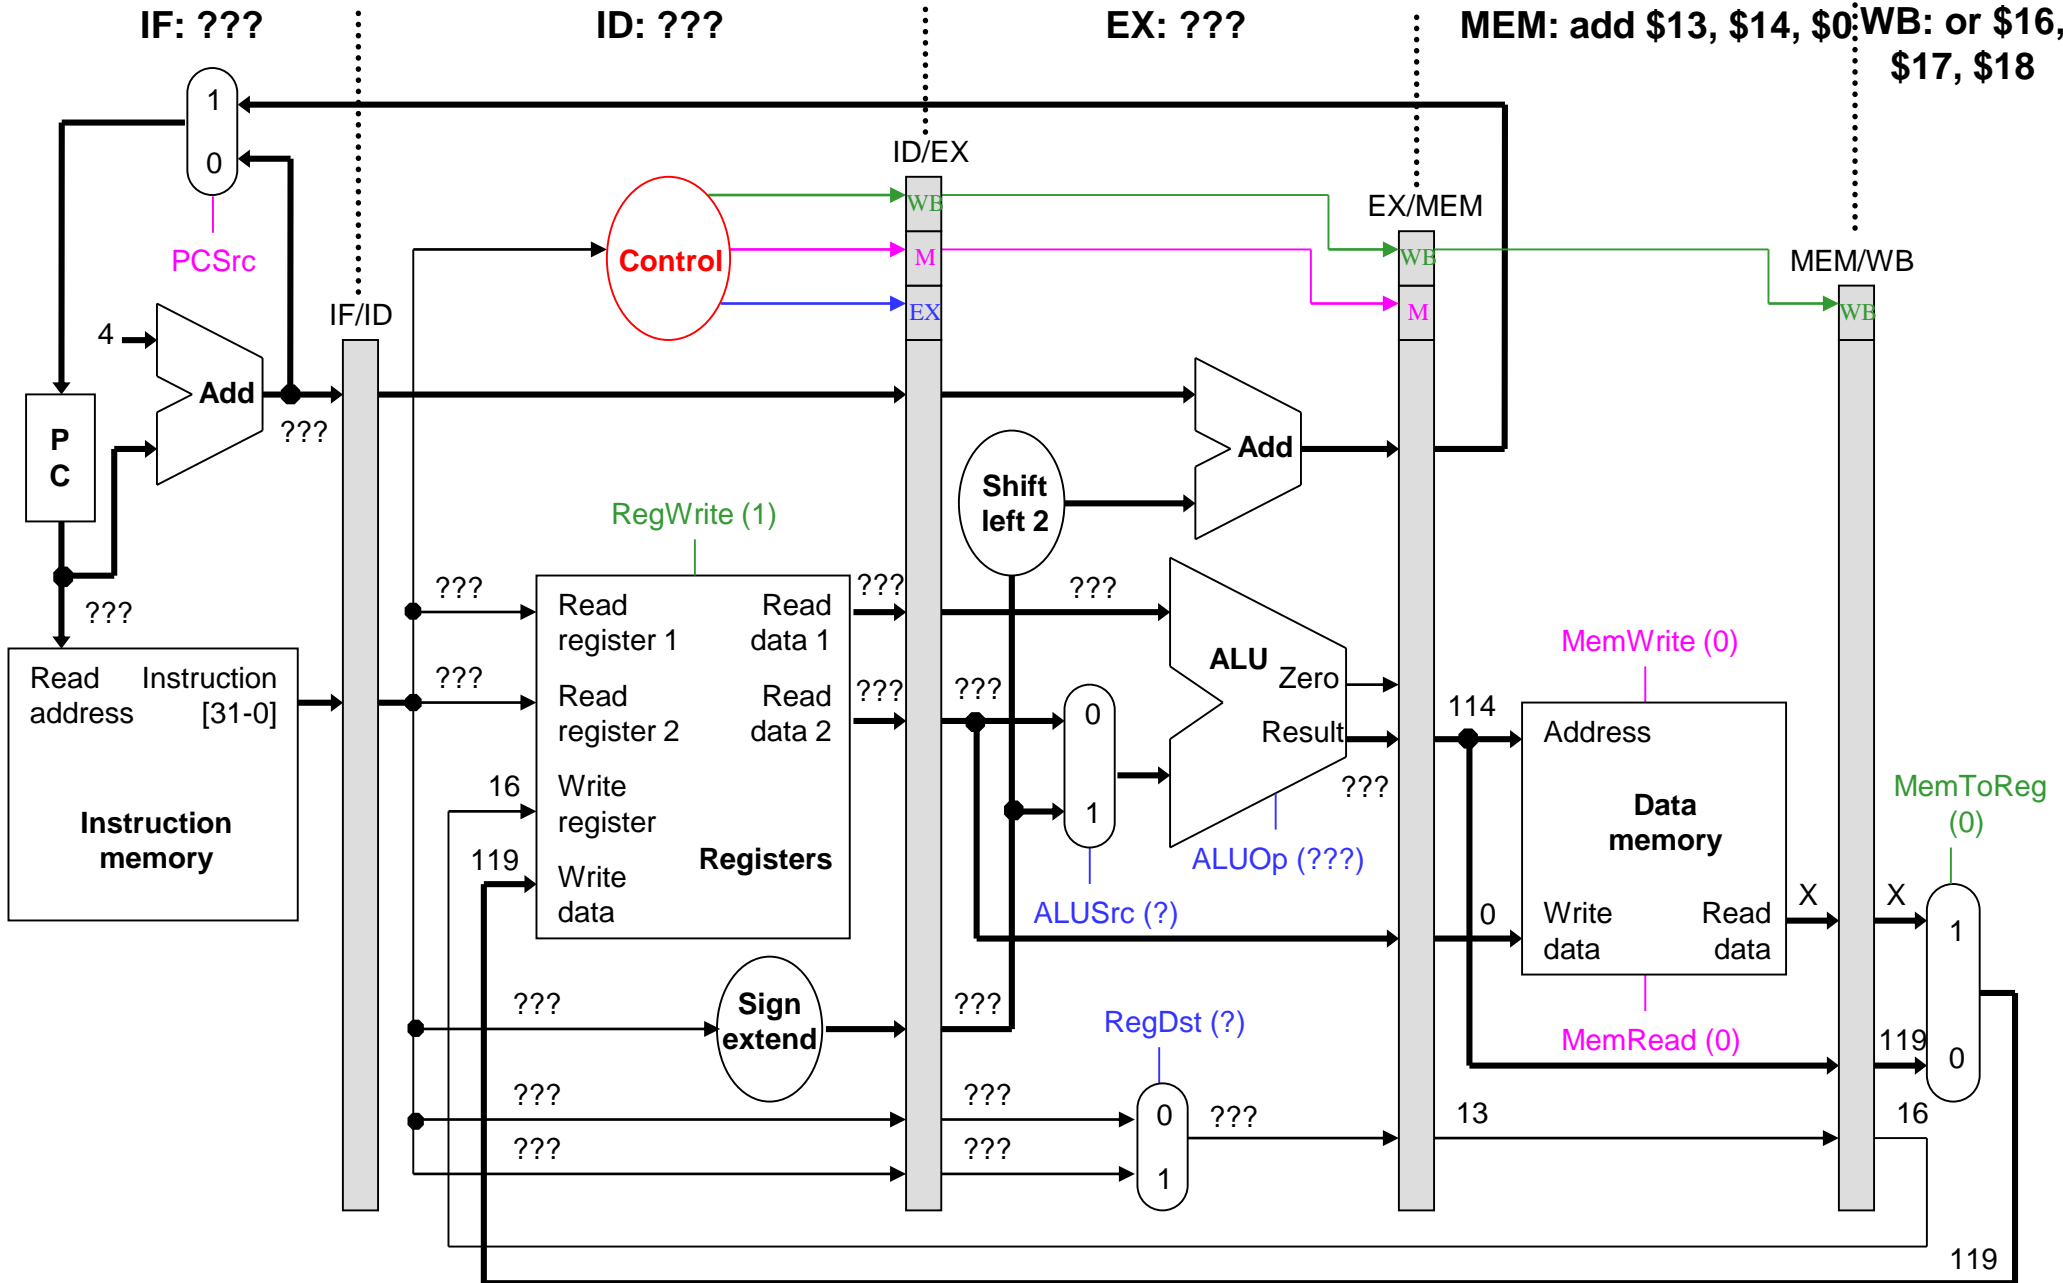 IF: ???
ID: ???
EX: ???
MEM: add $13, $14, $0
WB: or $16,
$17, $18
1
0
PCSrc
4
Add
???
P
C
???
Read
address
Instruction
[31-0]
Instruction
memory
IF/ID
Control
ID/EX
WB
M
EX
RegWrite (1)
???
???
16
119
Read
register 1
Read
data 1
Read
register 2
Read
data 2
Write
register
Write
data
Registers
???
???
???
Sign
extend
???
???
Shift
left 2
Add
???
???
0
1
ALUSrc (?)
ALU
Zero
Result
???
ALUOp (???)
???
???
???
RegDst (?)
0
1
???
EX/MEM
WB
M
114
0
13
MemWrite (0)
Address
Data
memory
Write
data
Read
data
MemRead (0)
X
MEM/WB
WB
X
119
16
MemToReg
(0)
1
0
119